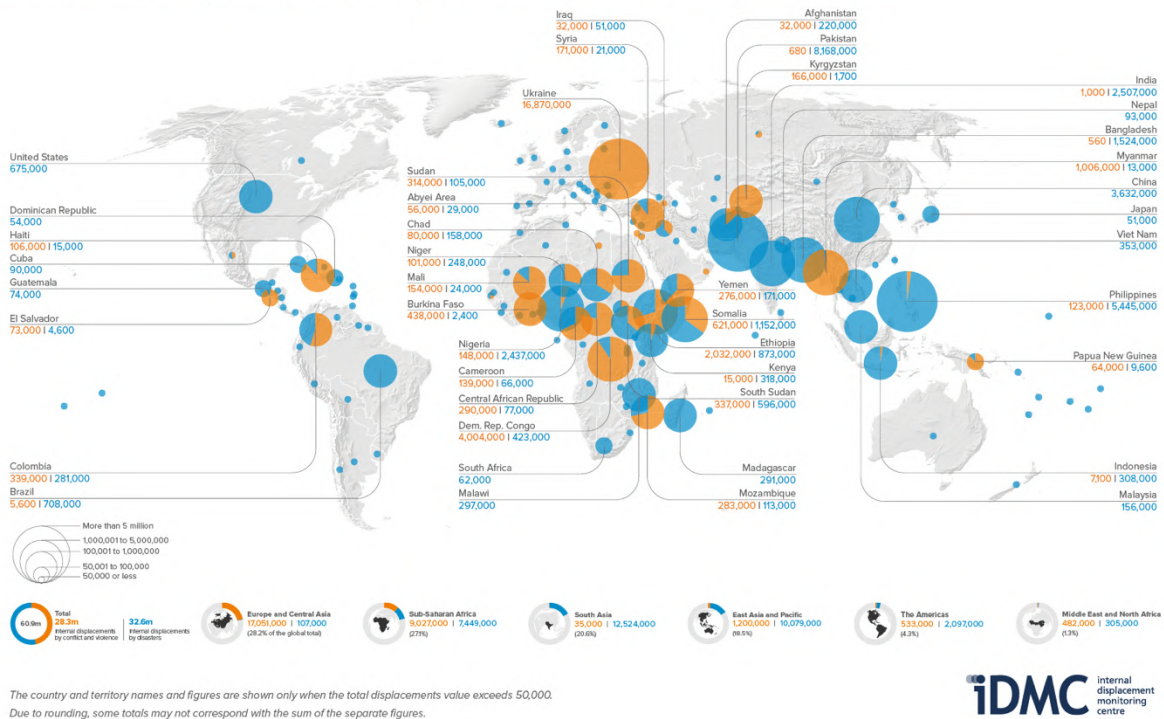 Iraq
32,000 | 51,000
Syria
171,000 | 21,000
Ukraine
16,870,000
Afghanistan
32,000 | 220,000
Pakistan
680 | 8,168,000
Kyrgyzstan
166,000 | 1,700
India
1,000 | 2,507,000
Nepal
93,000
Bangladesh
560 | 1,524,000
Myanmar
1,006,000 | 13,000
China
3,632,000
Japan
51,000
Viet Nam
353,000
Philippines
123,000 | 5,445,000
Papua New Guinea
64,000 | 9,600
Indonesia
7,100 | 308,000
Malaysia
156,000
United States
675,000
Dominican Republic
54,000
Haiti
106,000 | 15,000
Cuba
90,000
Guatemala
74,000
El Salvador
73,000 | 4,600
Colombia
339,000 | 281,000
Brazil
5,600 | 708,000
Sudan
314,000 | 105,000
Abyei Area
56,000 | 29,000
Chad
80,000 | 158,000
Niger
101,000 | 248,000
Mali
154,000 | 24,000
Burkina Faso
438,000 | 2,400
Nigeria
148,000 | 2,437,000
Cameroon
139,000 | 66,000
Central African Republic
290,000 | 77,000
Dem. Rep. Congo
4,004,000 | 423,000
South Africa
62,000
Malawi
297,000
Yemen
276,000 | 171,000
Somalia
621,000 | 1,152,000
Ethiopia
2,032,000 | 873,000
Kenya
15,000 | 318,000
South Sudan
337,000 | 596,000
Madagascar
291,000
Mozambique
283,000 | 113,000
More than 5 million
1,000,001 to 5,000,000
100,001 to 1,000,000
50,001 to 100,000
50,000 or less
60.9m
Total
28.3m
Internal displacements
by conflict and violence
32.6m
Internal displacements
by disasters
Europe and Central Asia
17,051,000 | 107,000
(28.2% of the global total)
Sub-Saharan Africa
9,027,000 | 7,449,000
(27.1%)
South Asia
35,000 | 12,524,000
(20.6%)
East Asia and Pacific
1,200,000 | 10,079,000
(18.5%)
The Americas
533,000 | 2,097,000
(4.3%)
Middle East and North Africa
482,000 | 305,000
(1.3%)
The country and territory names and figures are shown only when the total displacements value exceeds 50,000.
Due to rounding, some totals may not correspond with the sum of the separate figures.
iDMC
internal
displacement
monitoring
centre